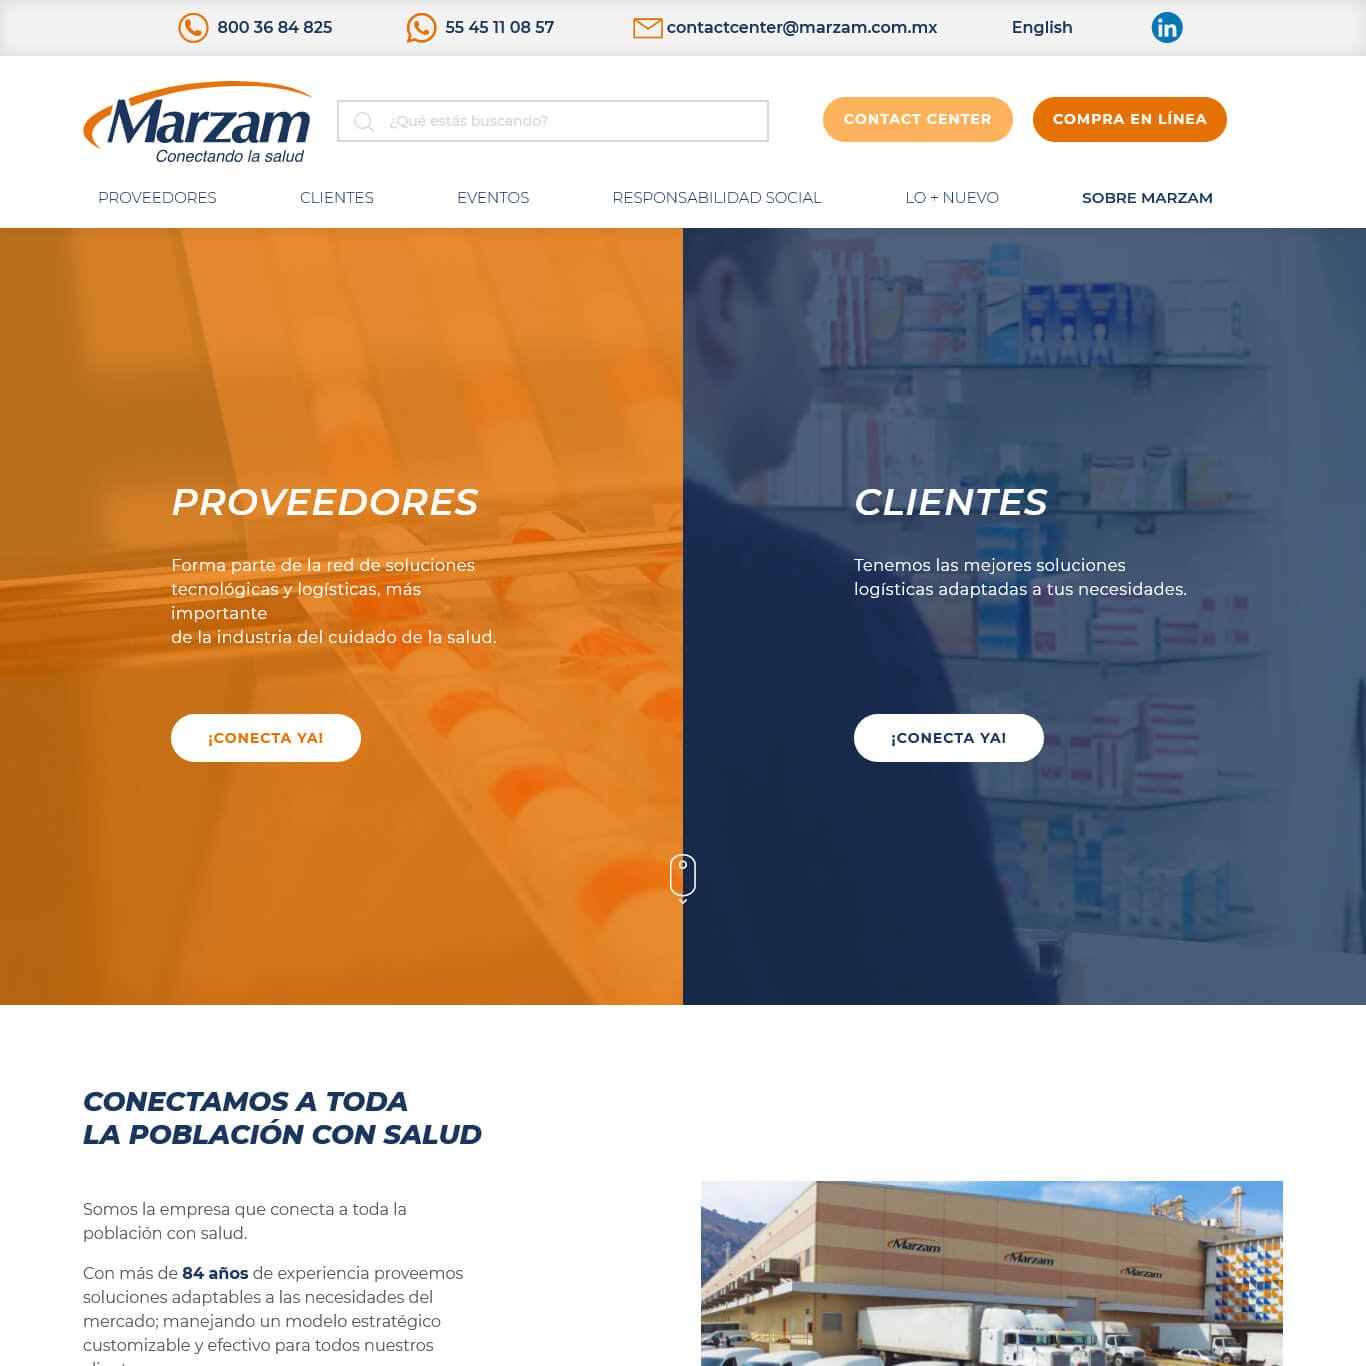 800 36 84 825
55 45 11 08 57
contactcenter@marzam.com.mx
English
in
Marzam
Conectando la salud
¿Qué estás buscando?
CONTACT CENTER
COMPRA EN LÍNEA
PROVEEDORES
CLIENTES
EVENTOS
RESPONSABILIDAD SOCIAL
LO + NUEVO
SOBRE MARZAM
PROVEEDORES
Forma parte de la red de soluciones
tecnológicas y logísticas, más
importante
de la industria del cuidado de la salud.
¡CONECTA YA!
CLIENTES
Tenemos las mejores soluciones
logísticas adaptadas a tus necesidades.
¡CONECTA YA!
CONECTAMOS A TODA
LA POBLACIÓN CON SALUD
Somos la empresa que conecta a toda la
población con salud.
Con más de 84 años de experiencia proveemos
soluciones adaptables a las necesidades del
mercado; manejando un modelo estratégico
customizable y efectivo para todos nuestros
Marzam
Marzam
Marzam